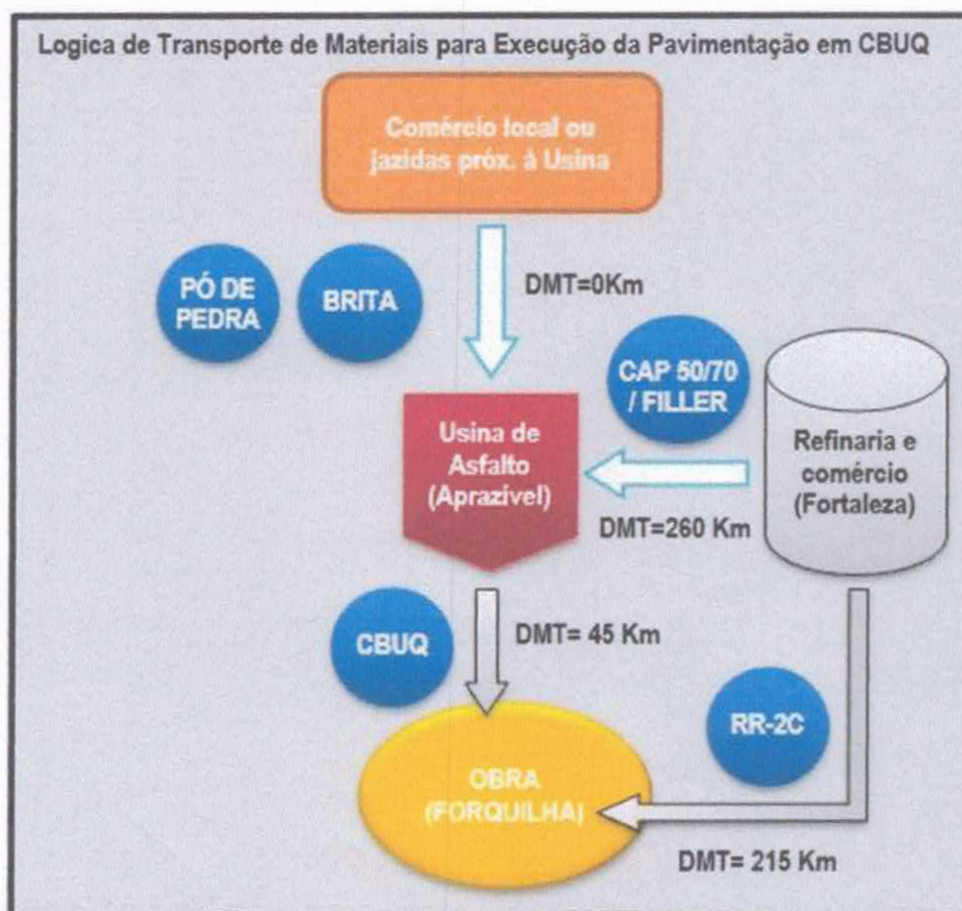 Logica de Transporte de Materiais para Execução da Pavimentação em CBUQ
Comércio local ou
jazidas próx. à Usina
PÓ DE
PEDRA
BRITA
DMT=0Km
CAP 50/70
/ FILLER
Usina de
Asfalto
(Aprazível)
Refinaria e
comércio
(Fortaleza)
DMT=260 Km
CBUQ
DMT= 45 Km
RR-2C
OBRA
(FORQUILHA)
DMT= 215 Km